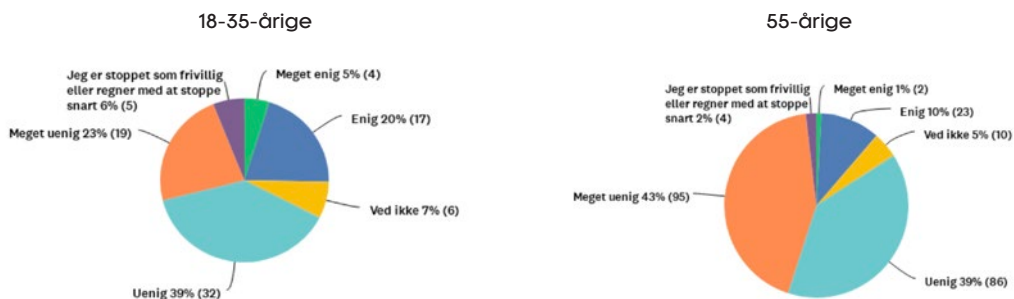 18-35-årige
Jeg er stoppet som frivillig
eller regner med at stoppe
snart 6% (5)
Meget enig 5% (4)
Enig 20% (17)
Meget uenig 23% (19)
Ved ikke 7% (6)
Uenig 39% (32)
55-årige
Jeg er stoppet som frivillig
eller regner med at stoppe
snart 2% (4)
Meget enig 1% (2)
Enig 10% (23)
Ved ikke 5% (10)
Meget uenig 43% (95)
Uenig 39% (86)